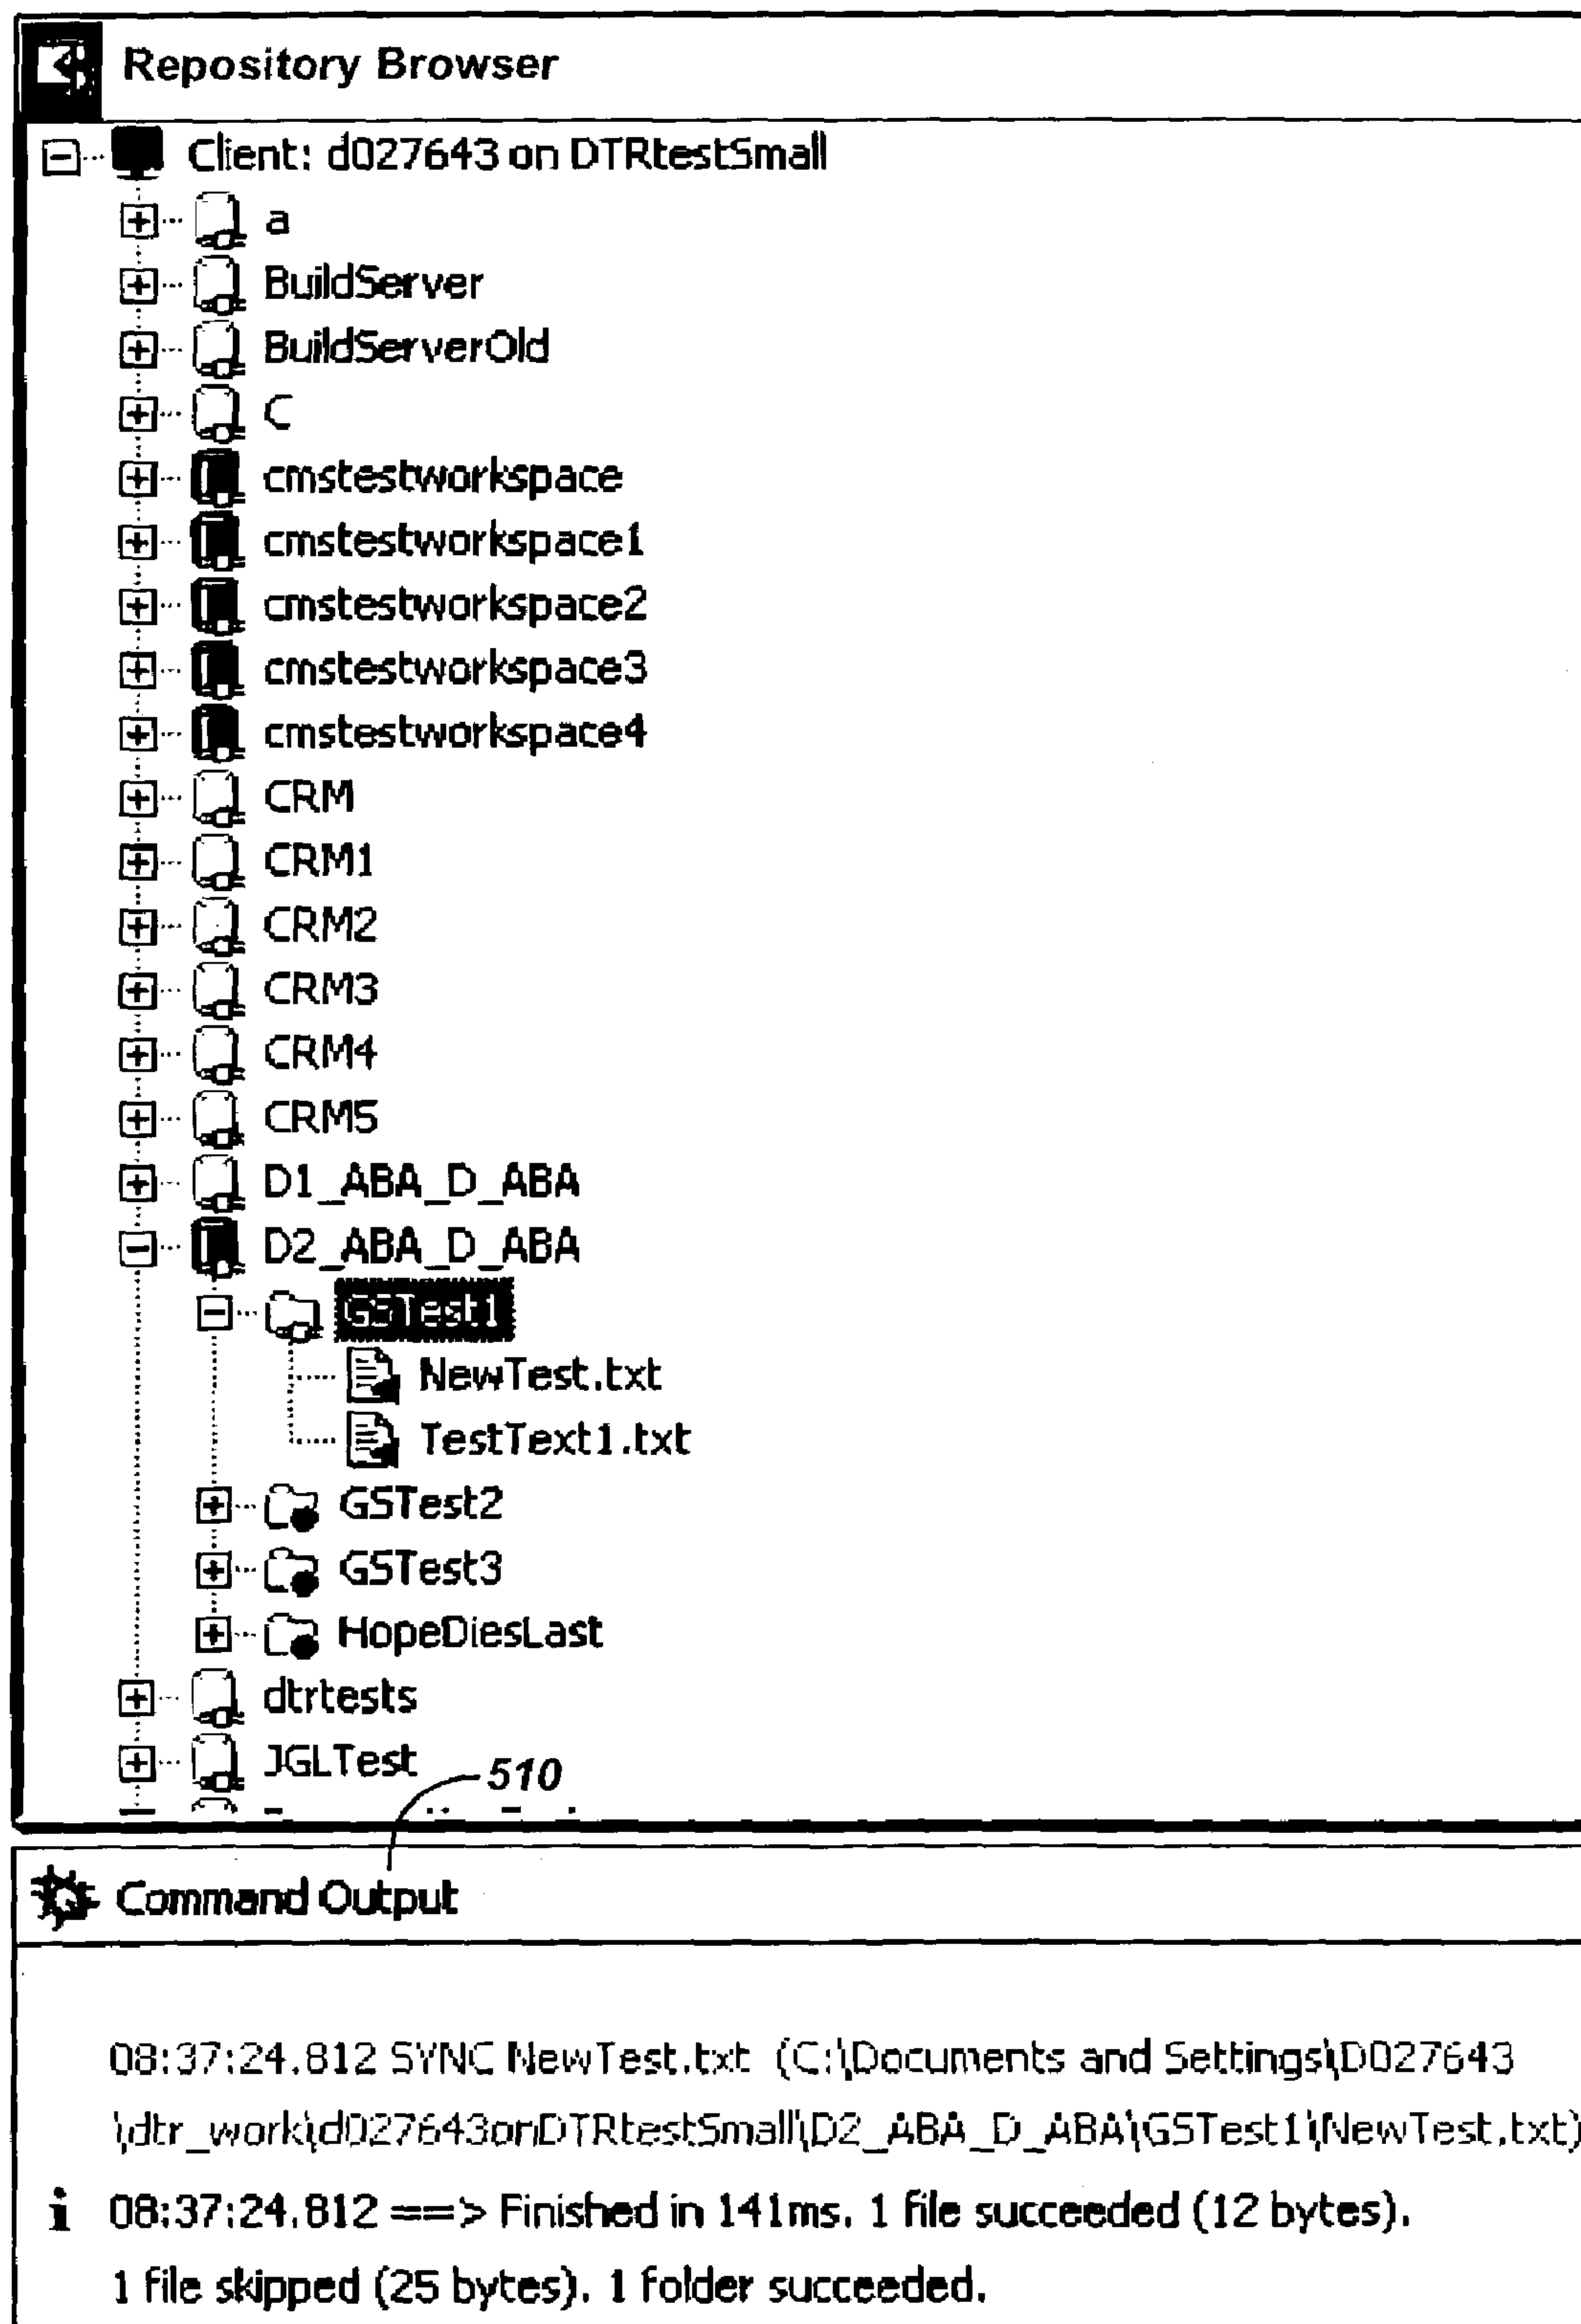 Repository Browser
Client: d027643 on DTRtestSmall
a
BuildServer
BuildServerOld
C
cmstestworkspace
cmstestworkspace1
cmstestworkspace2
cmstestworkspace3
cmstestworkspace4
CRM
CRM1
CRM2
CRM3
CRM4
CRM5
D1_ABA_D_ABA
D2_ABA_D_ABA
GSTest1
NewTest.txt
TestText1.txt
GSTest2
GSTest3
HopeDiesLast
dtrtests
JGLTest
510
Command Output
08:37:24.812 SYNC NewTest.txt (C:\Documents and Settings\D027643
\dtr_work\d027643onDTRtestSmall\D2_ABA_D_ABA\GSTest1\NewTest.txt)
i 08:37:24.812 ==> Finished in 141ms. 1 file succeeded (12 bytes).
1 file skipped (25 bytes). 1 folder succeeded.